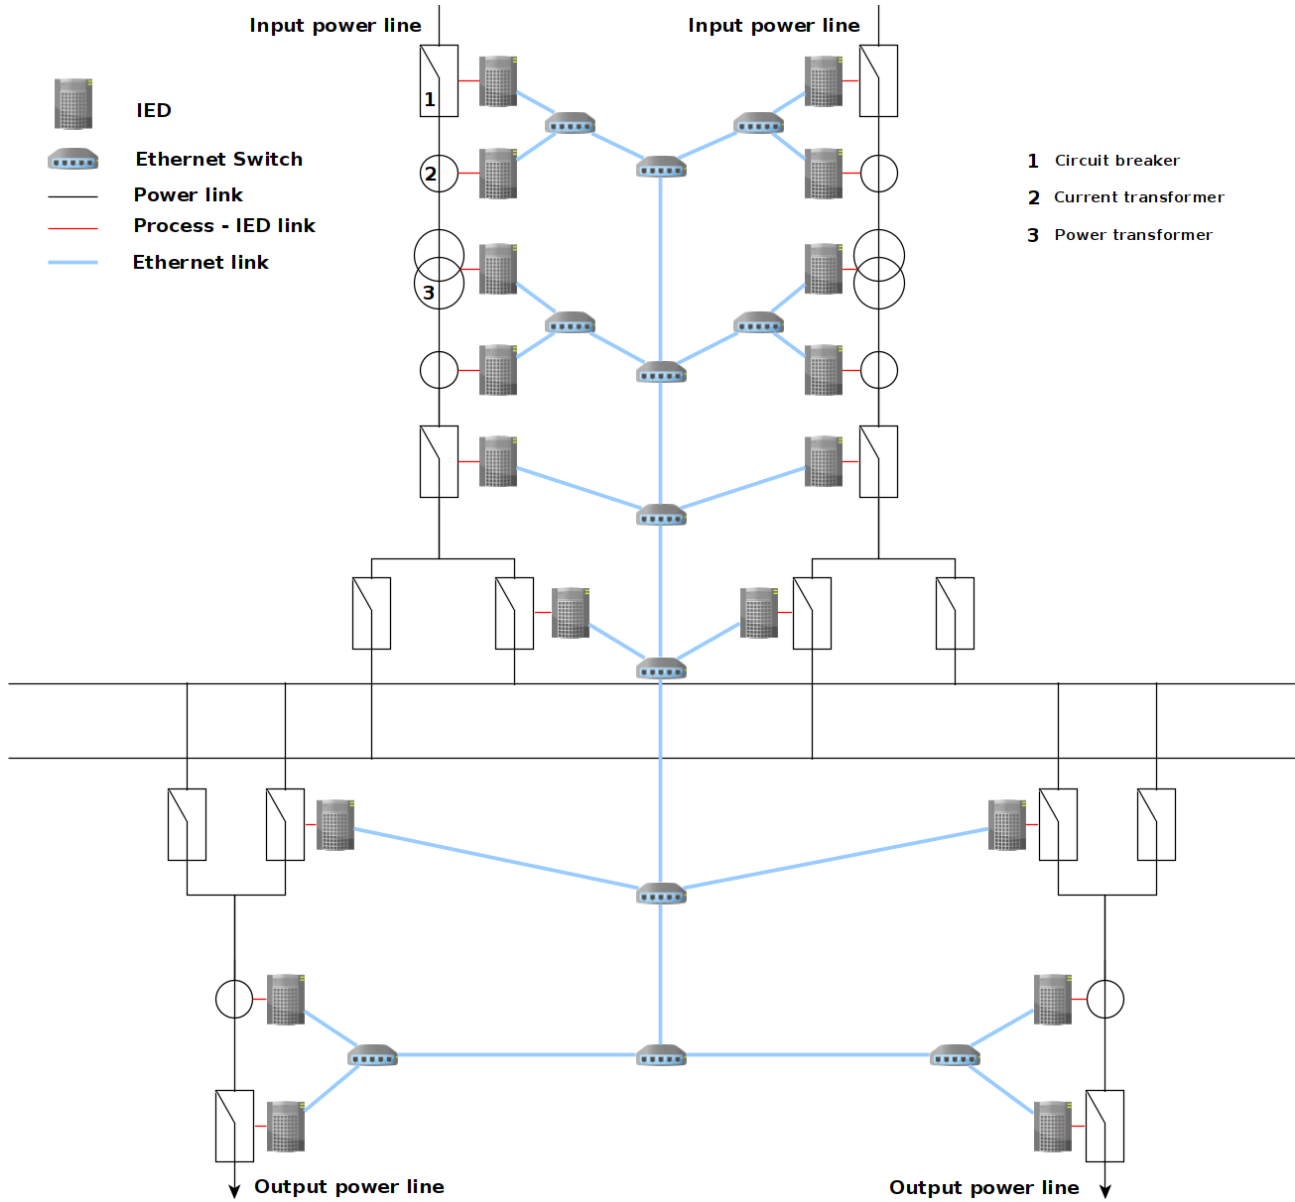 Input power line
Input power line
IED
Ethernet Switch
Power link
Process - IED link
Ethernet link
1
2
3
1 Circuit breaker
2 Current transformer
3 Power transformer
Output power line
Output power line